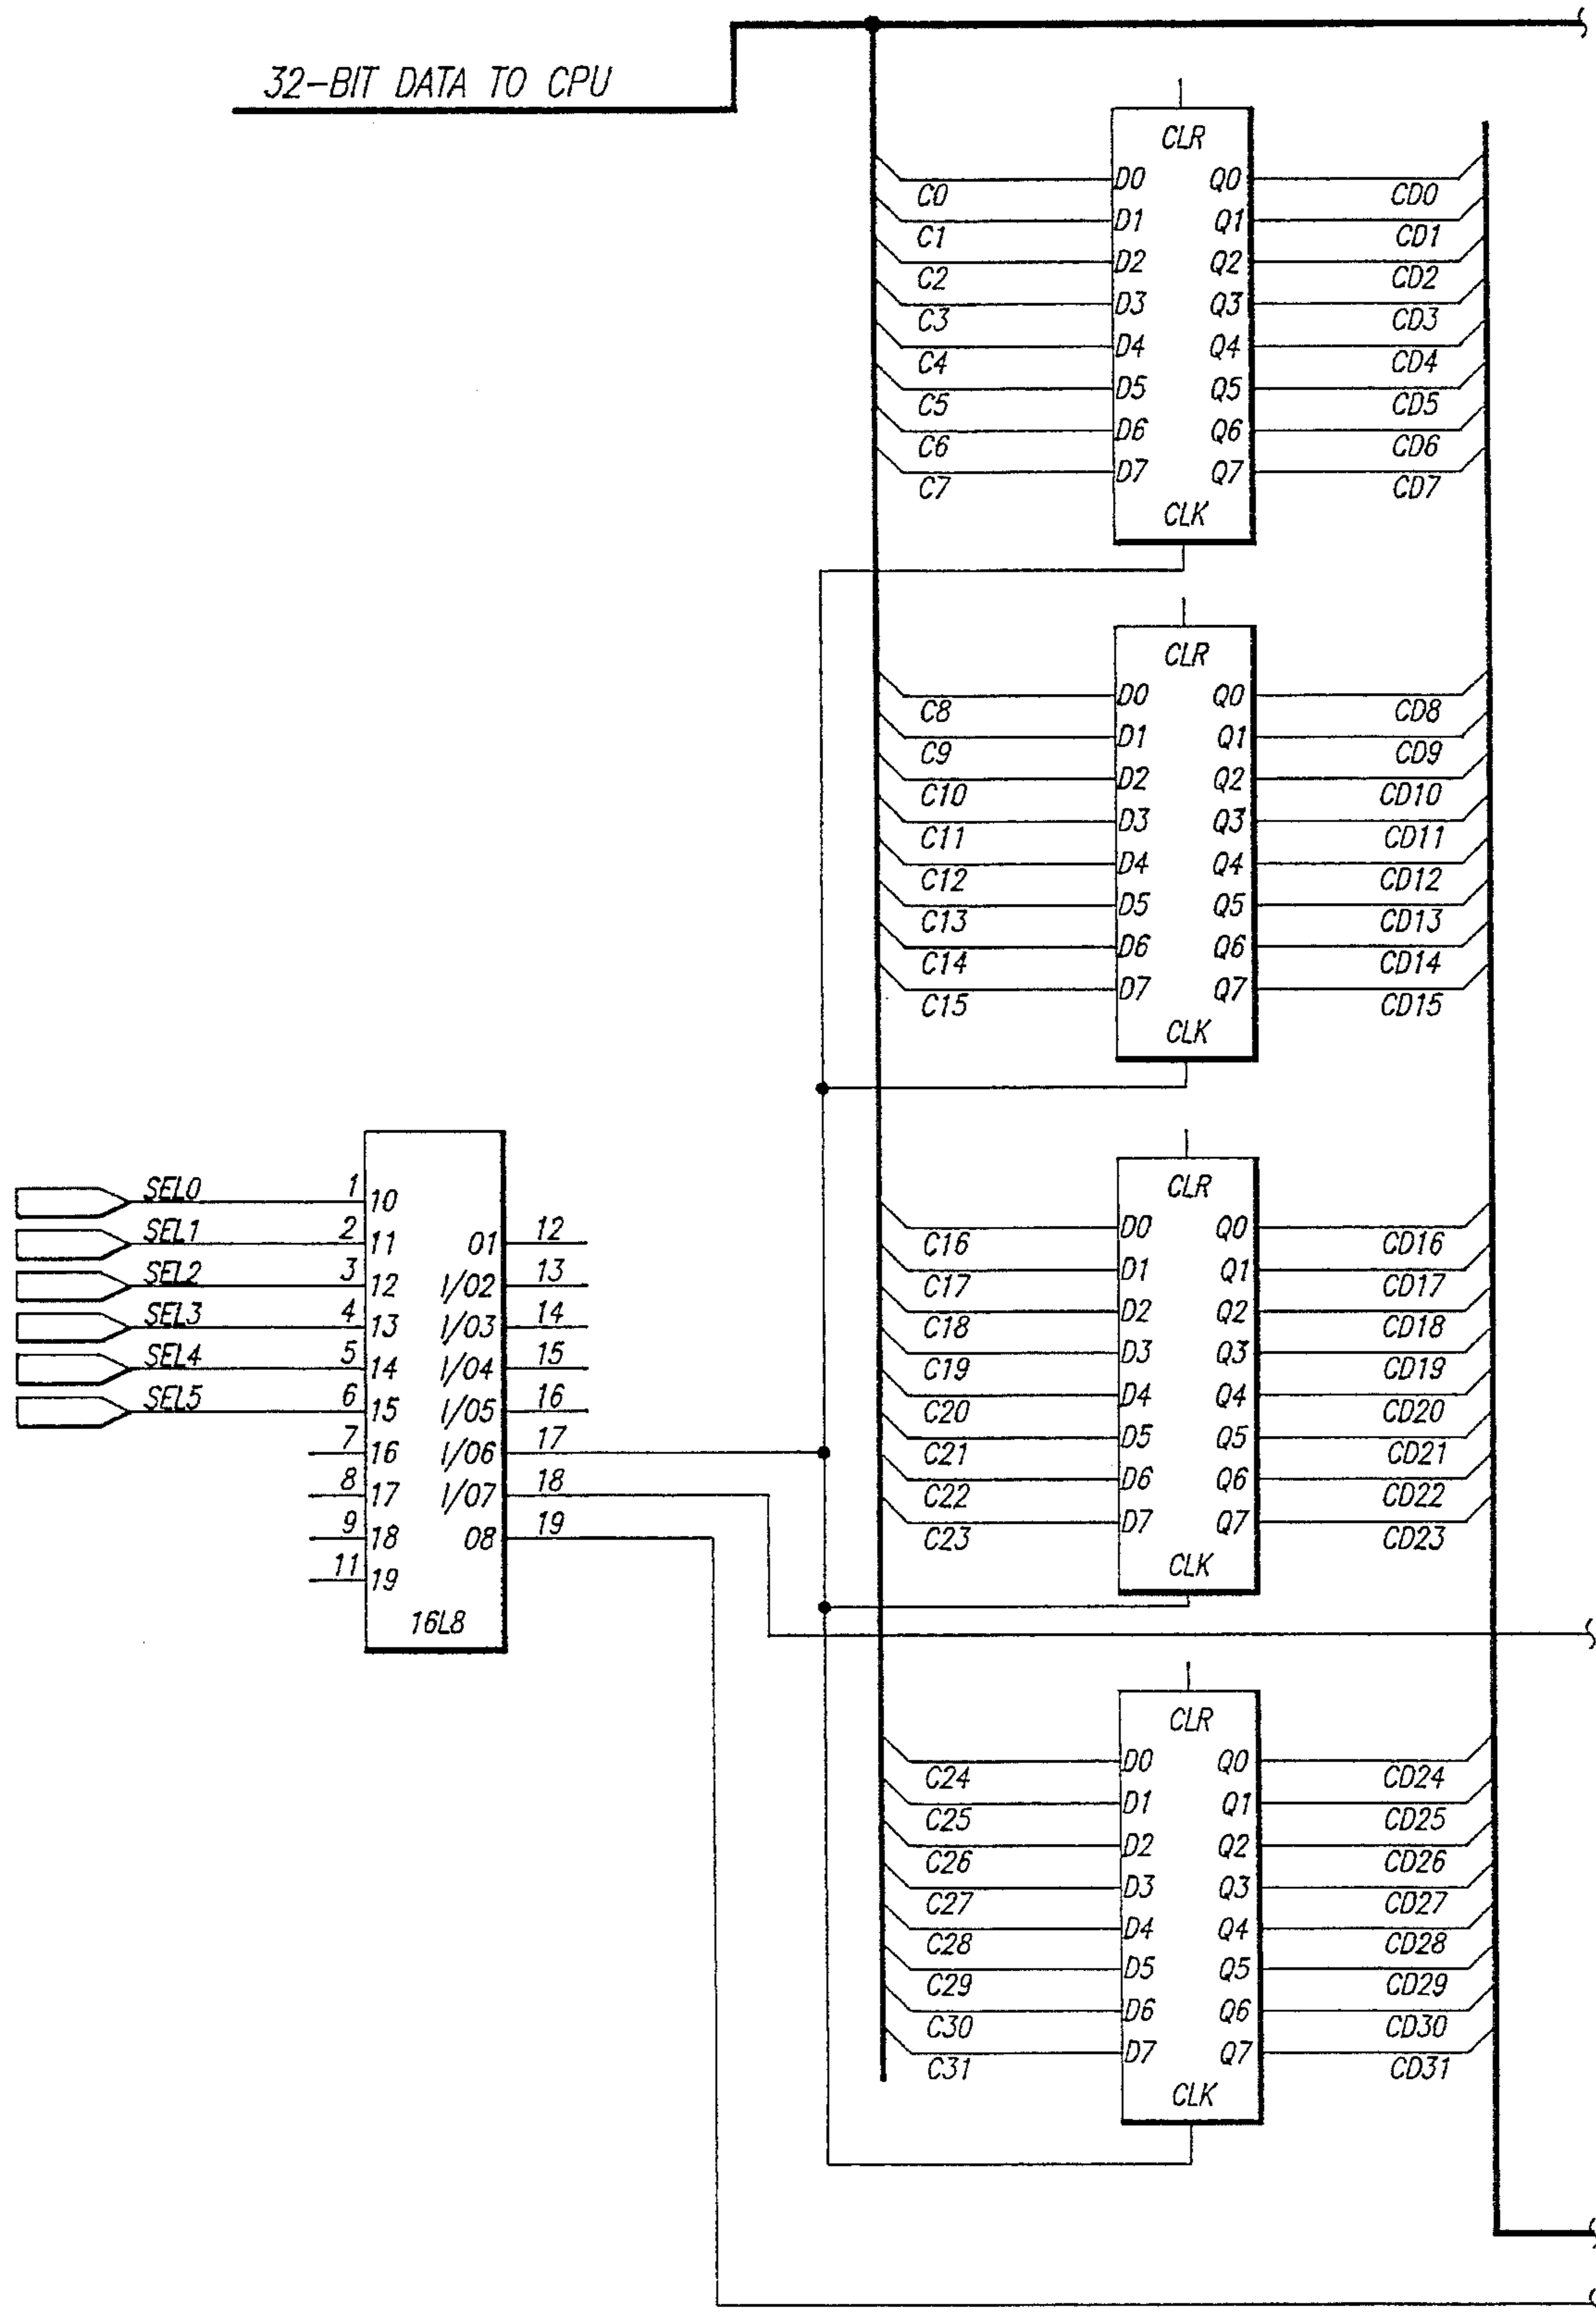 32-BIT DATA TO CPU
CLR
C0 D0 Q0 CD0
C1 D1 Q1 CD1
C2 D2 Q2 CD2
C3 D3 Q3 CD3
C4 D4 Q4 CD4
C5 D5 Q5 CD5
C6 D6 Q6 CD6
C7 D7 Q7 CD7
CLK
CLR
C8 D0 Q0 CD8
C9 D1 Q1 CD9
C10 D2 Q2 CD10
C11 D3 Q3 CD11
C12 D4 Q4 CD12
C13 D5 Q5 CD13
C14 D6 Q6 CD14
C15 D7 Q7 CD15
CLK
SEL0 1 10
SEL1 2 11 O1 12
SEL2 3 12 I/O2 13
SEL3 4 13 I/O3 14
SEL4 5 14 I/O4 15
SEL5 6 15 I/O5 16
7 16 I/O6 17
8 17 I/O7 18
9 18 O8 19
11 19
16L8
CLR
C16 D0 Q0 CD16
C17 D1 Q1 CD17
C18 D2 Q2 CD18
C19 D3 Q3 CD19
C20 D4 Q4 CD20
C21 D5 Q5 CD21
C22 D6 Q6 CD22
C23 D7 Q7 CD23
CLK
CLR
C24 D0 Q0 CD24
C25 D1 Q1 CD25
C26 D2 Q2 CD26
C27 D3 Q3 CD27
C28 D4 Q4 CD28
C29 D5 Q5 CD29
C30 D6 Q6 CD30
C31 D7 Q7 CD31
CLK